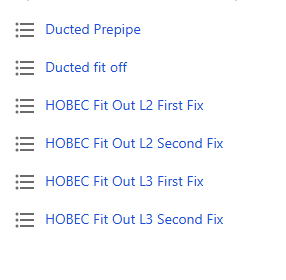 Ducted Prepipe
Ducted fit off
HOBEC Fit Out L2 First Fix
HOBEC Fit Out L2 Second Fix
HOBEC Fit Out L3 First Fix
HOBEC Fit Out L3 Second Fix